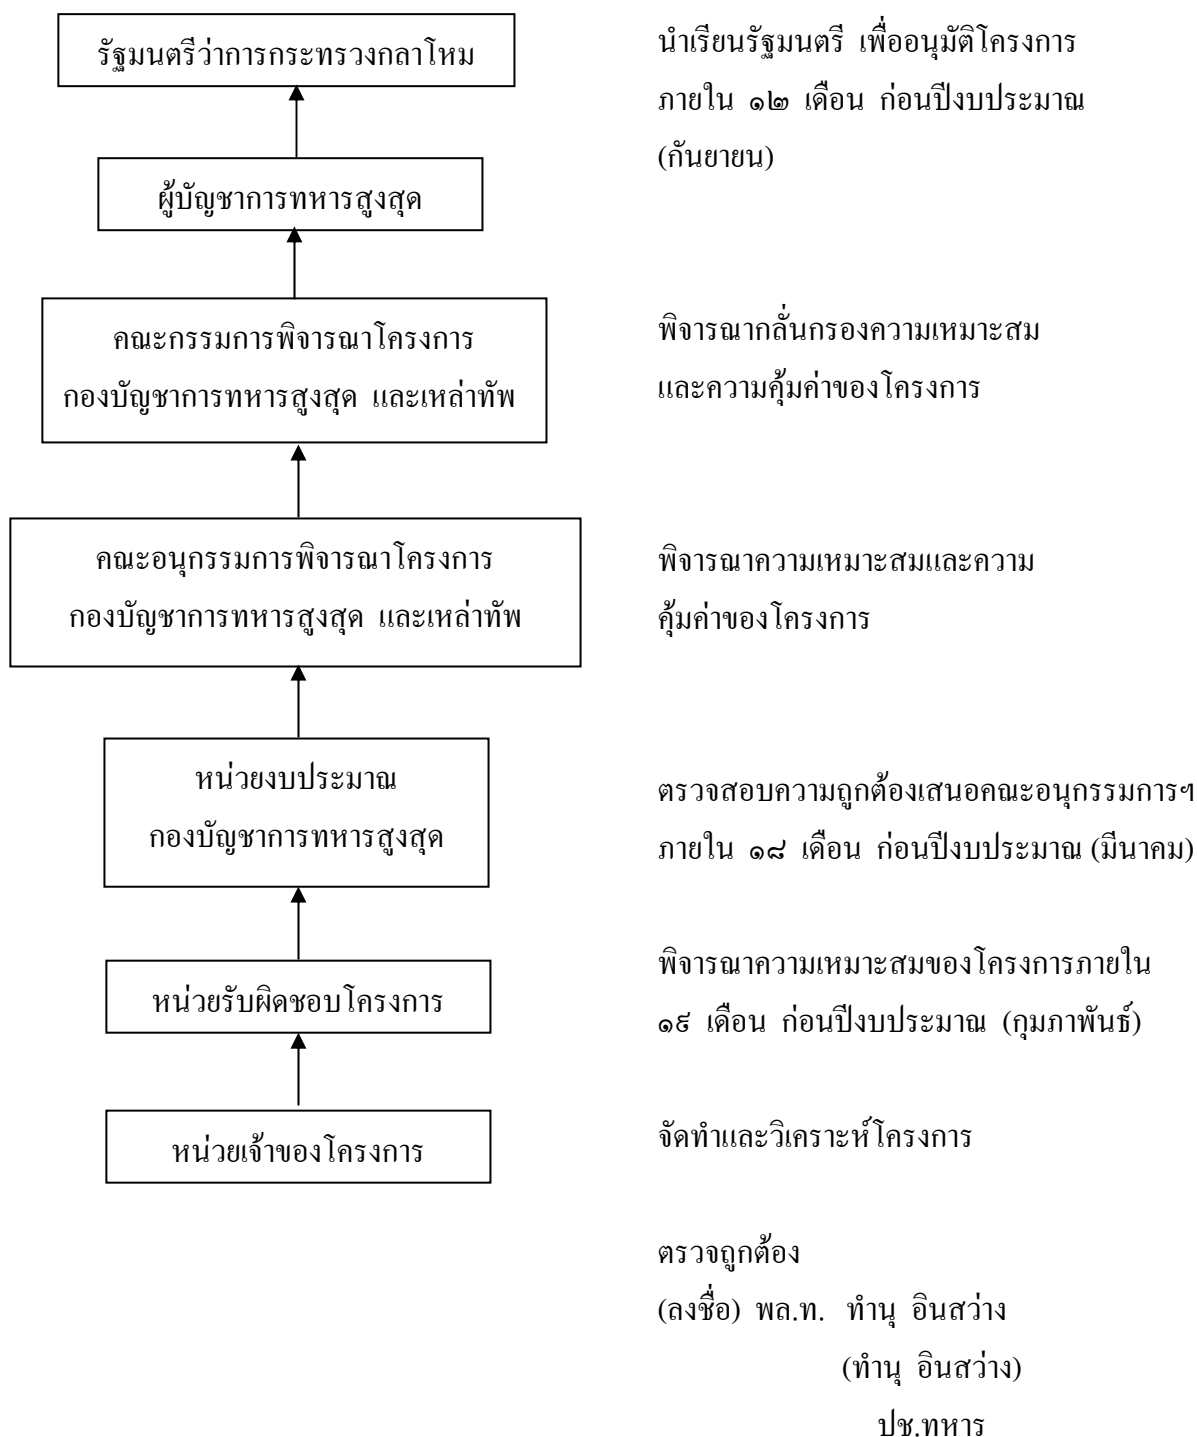 รัฐมนตรีว่าการกระทรวงกลาโหม
นำเรียนรัฐมนตรี เพื่ออนุมัติโครงการ
ภายใน ๑๒ เดือน ก่อนปีงบประมาณ
(กันยายน)
ผู้บัญชาการทหารสูงสุด
คณะกรรมการพิจารณาโครงการ
กองบัญชาการทหารสูงสุด และเหล่าทัพ
พิจารณากลั่นกรองความเหมาะสม
และความคุ้มค่าของโครงการ
คณะอนุกรรมการพิจารณาโครงการ
กองบัญชาการทหารสูงสุด และเหล่าทัพ
พิจารณาความเหมาะสมและความ
คุ้มค่าของโครงการ
หน่วยงบประมาณ
กองบัญชาการทหารสูงสุด
ตรวจสอบความถูกต้องเสนอคณะอนุกรรมการฯ
ภายใน ๑๘ เดือน ก่อนปีงบประมาณ (มีนาคม)
หน่วยรับผิดชอบโครงการ
พิจารณาความเหมาะสมของโครงการภายใน
๑๙ เดือน ก่อนปีงบประมาณ (กุมภาพันธ์)
หน่วยเจ้าของโครงการ
จัดทำและวิเคราะห์โครงการ
ตรวจถูกต้อง
(ลงชื่อ) พล.ท. ทำนุ อินสว่าง
(ทำนุ อินสว่าง)
ปช.ทหาร